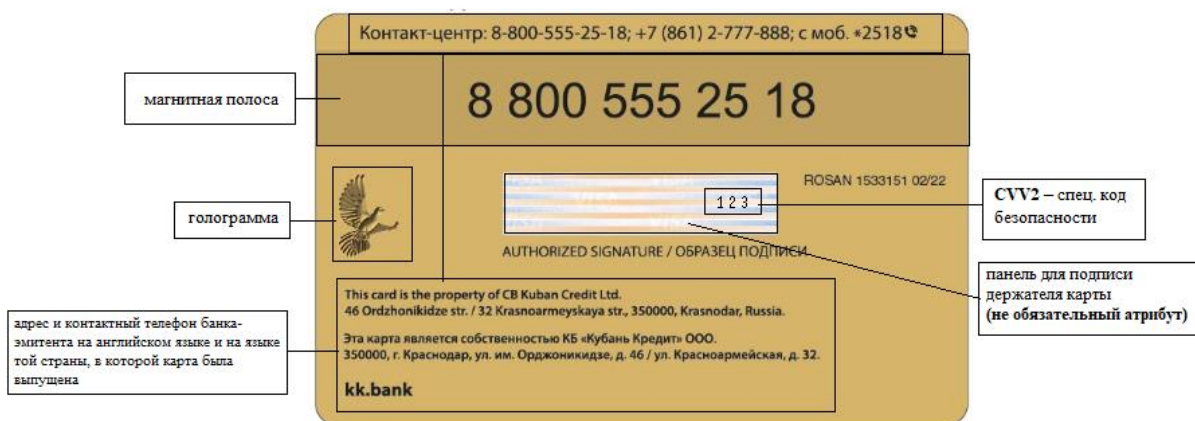 Контакт-центр: 8-800-555-25-18; +7 (861) 2-777-888; с моб. *2518
магнитная полоса
8 800 555 25 18
ROSAN 1533151 02/22
голограмма
123
CVV2 – спец. код
безопасности
AUTHORIZED SIGNATURE / ОБРАЗЕЦ ПОДПИСИ
панель для подписи
держателя карты
(не обязательный атрибут)
адрес и контактный телефон банка-
эмитента на английском языке и на языке
той страны, в которой карта была
выпущена
This card is the property of CB Kuban Credit Ltd.
46 Ordzhonikidze str. / 32 Krasnoarmeyskaya str., 350000, Krasnodar, Russia.
Эта карта является собственностью КБ «Кубань Кредит» ООО.
350000, г. Краснодар, ул. им. Орджоникидзе, д. 46 / ул. Красноармейская, д. 32.
kk.bank